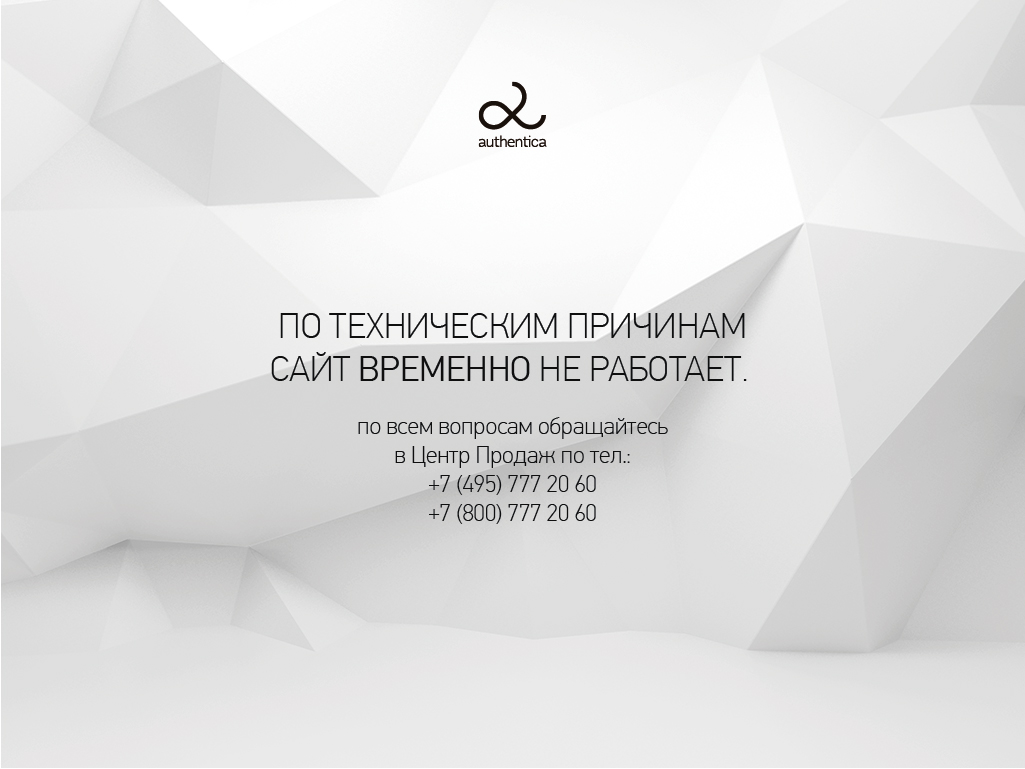 authentica
ПО ТЕХНИЧЕСКИМ ПРИЧИНАМ
САЙТ ВРЕМЕННО НЕ РАБОТАЕТ.
по всем вопросам обращайтесь
в Центр Продаж по тел.:
+7 (495) 777 20 60
+7 (800) 777 20 60